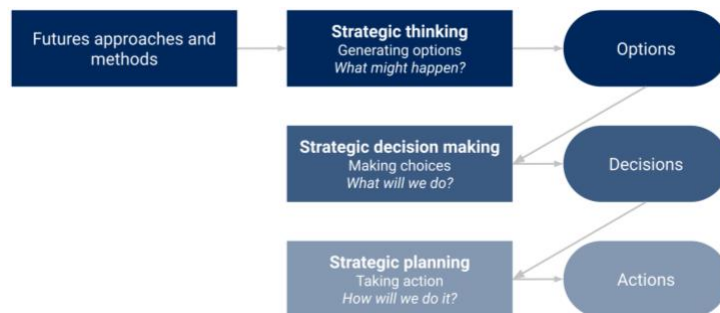 Futures approaches and
methods
Strategic thinking
Generating options
What might happen?
Options
Strategic decision making
Making choices
What will we do?
Decisions
Strategic planning
Taking action
How will we do it?
Actions